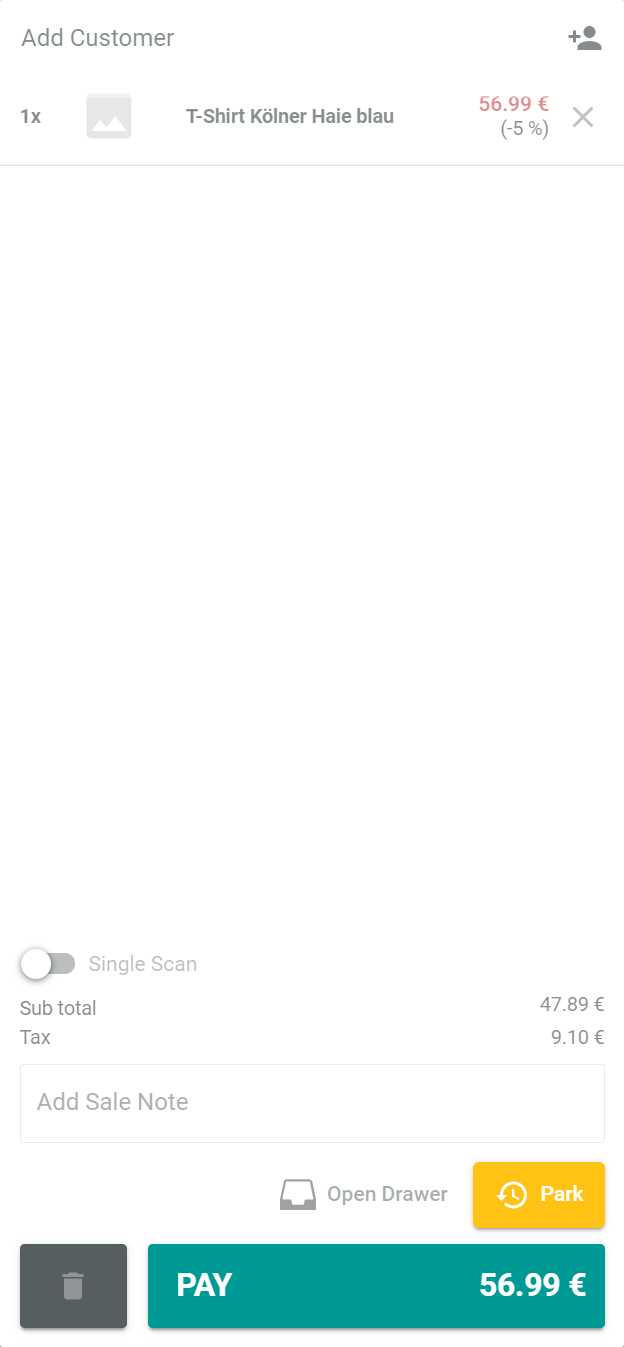 Add Customer
1x T-Shirt Kölner Haie blau 56.99 €
(-5 %)
Single Scan
Sub total 47.89 €
Tax 9.10 €
Add Sale Note
Open Drawer Park
PAY 56.99 €